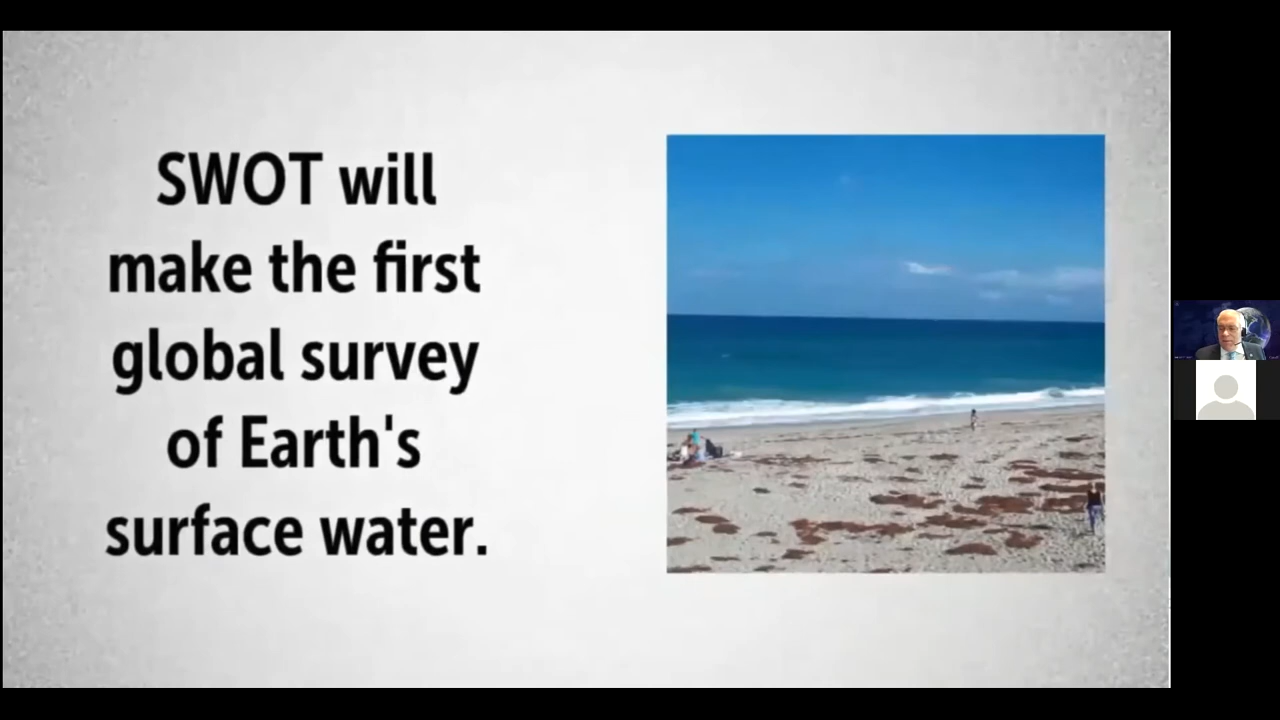 SWOT will
make the first
global survey
of Earth's
surface water.